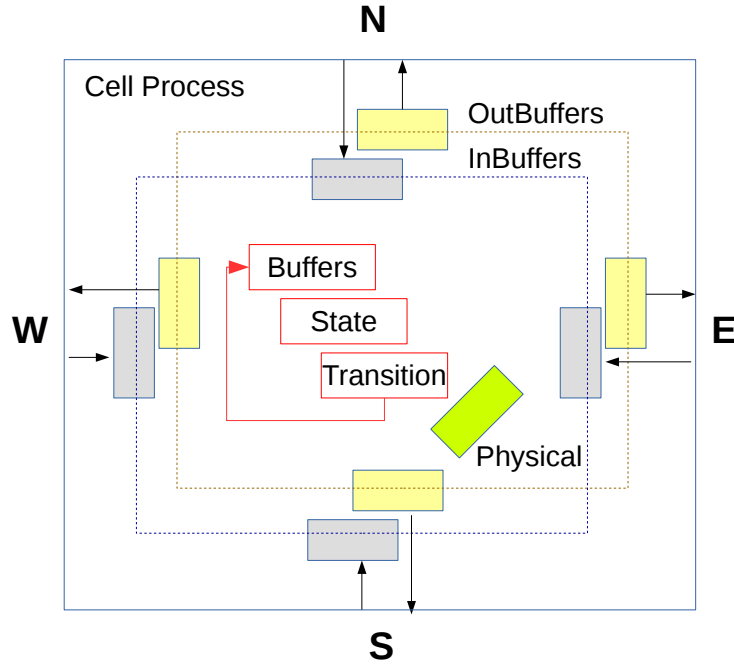 N
Cell Process
OutBuffers
InBuffers
Buffers
W
State
E
Transition
Physical
S